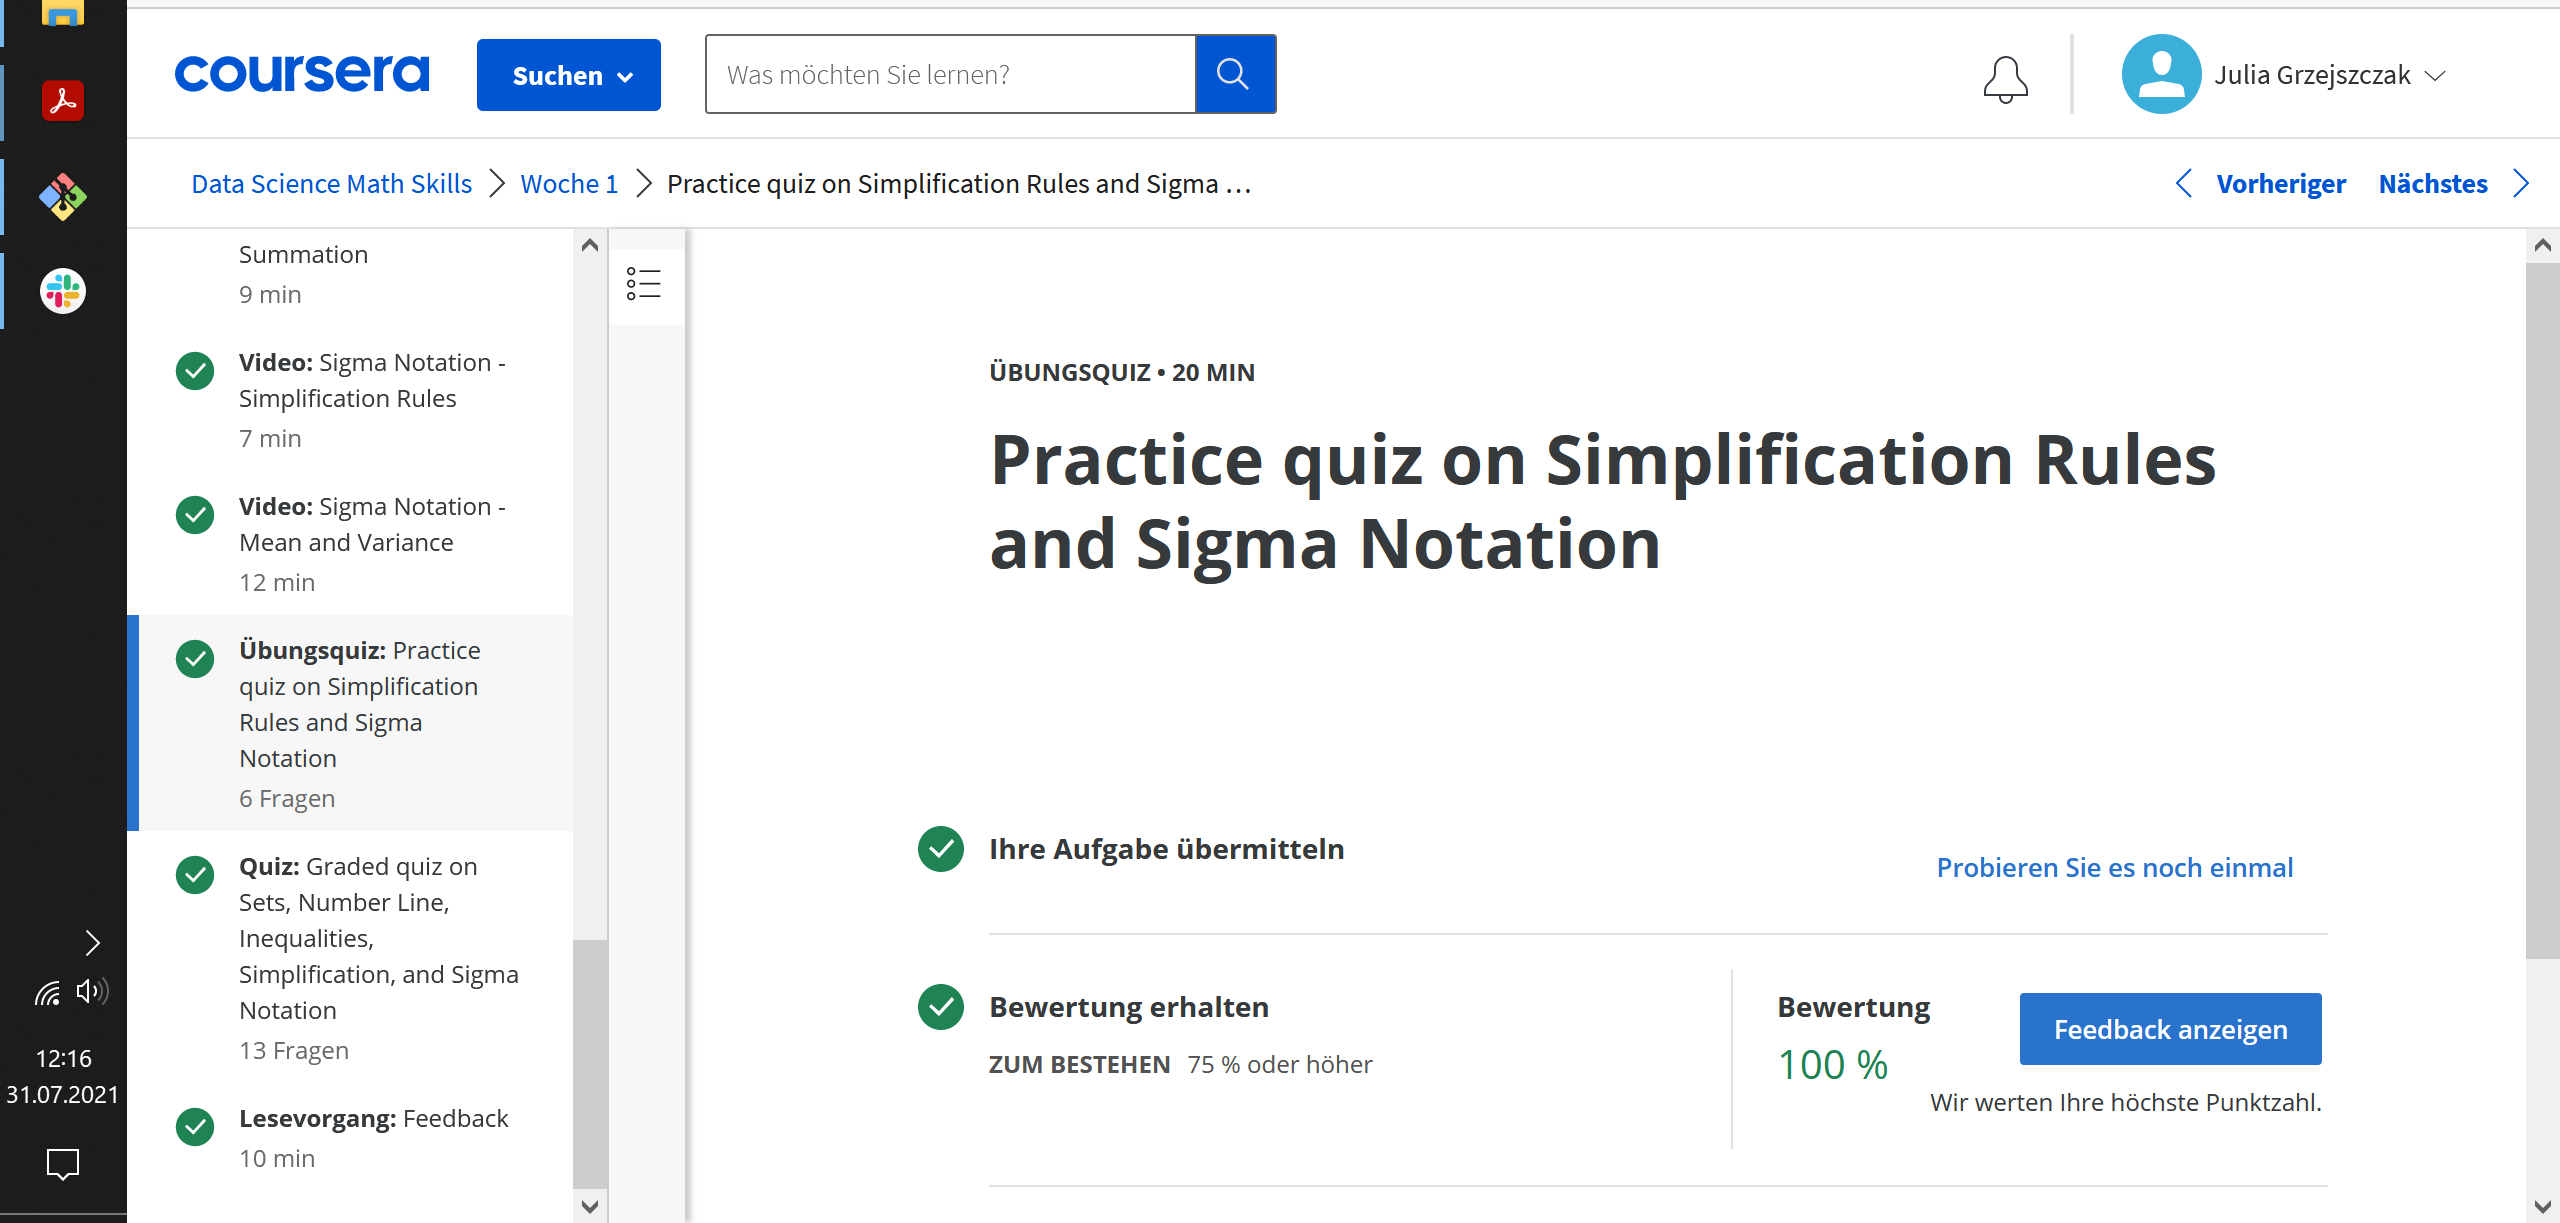 coursera
Suchen
Was möchten Sie lernen?
Julia Grzejszczak
Data Science Math Skills
Woche 1
Practice quiz on Simplification Rules and Sigma …
Vorheriger
Nächstes
Summation
9 min
Video: Sigma Notation -
Simplification Rules
7 min
Video: Sigma Notation -
Mean and Variance
12 min
Übungsquiz: Practice
quiz on Simplification
Rules and Sigma
Notation
6 Fragen
Quiz: Graded quiz on
Sets, Number Line,
Inequalities,
Simplification, and Sigma
Notation
13 Fragen
Lesevorgang: Feedback
10 min
ÜBUNGSQUIZ • 20 MIN
Practice quiz on Simplification Rules
and Sigma Notation
Ihre Aufgabe übermitteln
Probieren Sie es noch einmal
Bewertung erhalten
ZUM BESTEHEN 75 % oder höher
Bewertung
100 %
Feedback anzeigen
Wir werten Ihre höchste Punktzahl.
12:16
31.07.2021